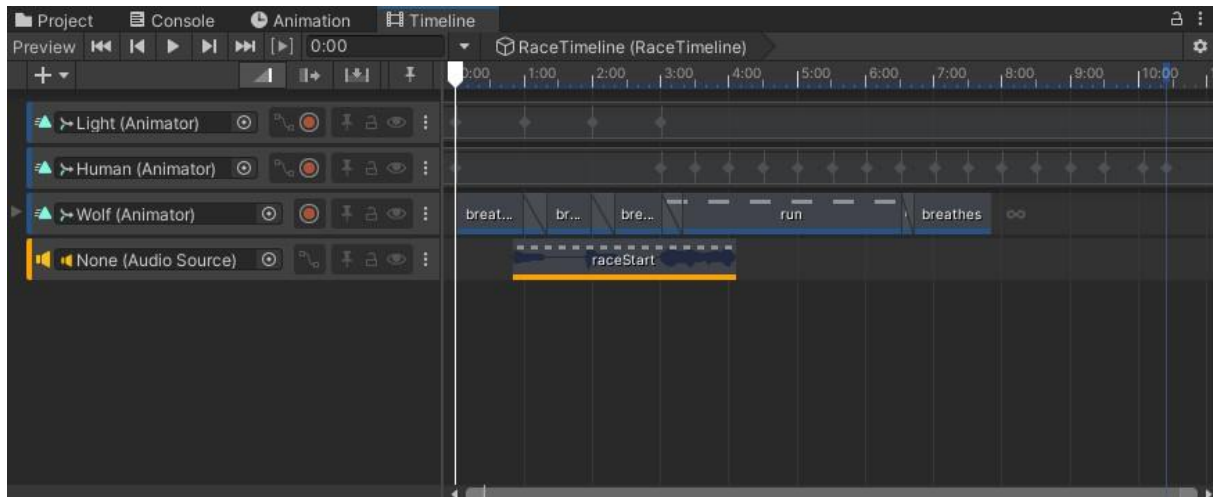 Project Console Animation Timeline
Preview 0:00 RaceTimeline (RaceTimeline)
0:00 1:00 2:00 3:00 4:00 5:00 6:00 7:00 8:00 9:00 10:00
Light (Animator)
Human (Animator)
Wolf (Animator) breat... br... bre... run breathes
None (Audio Source) raceStart